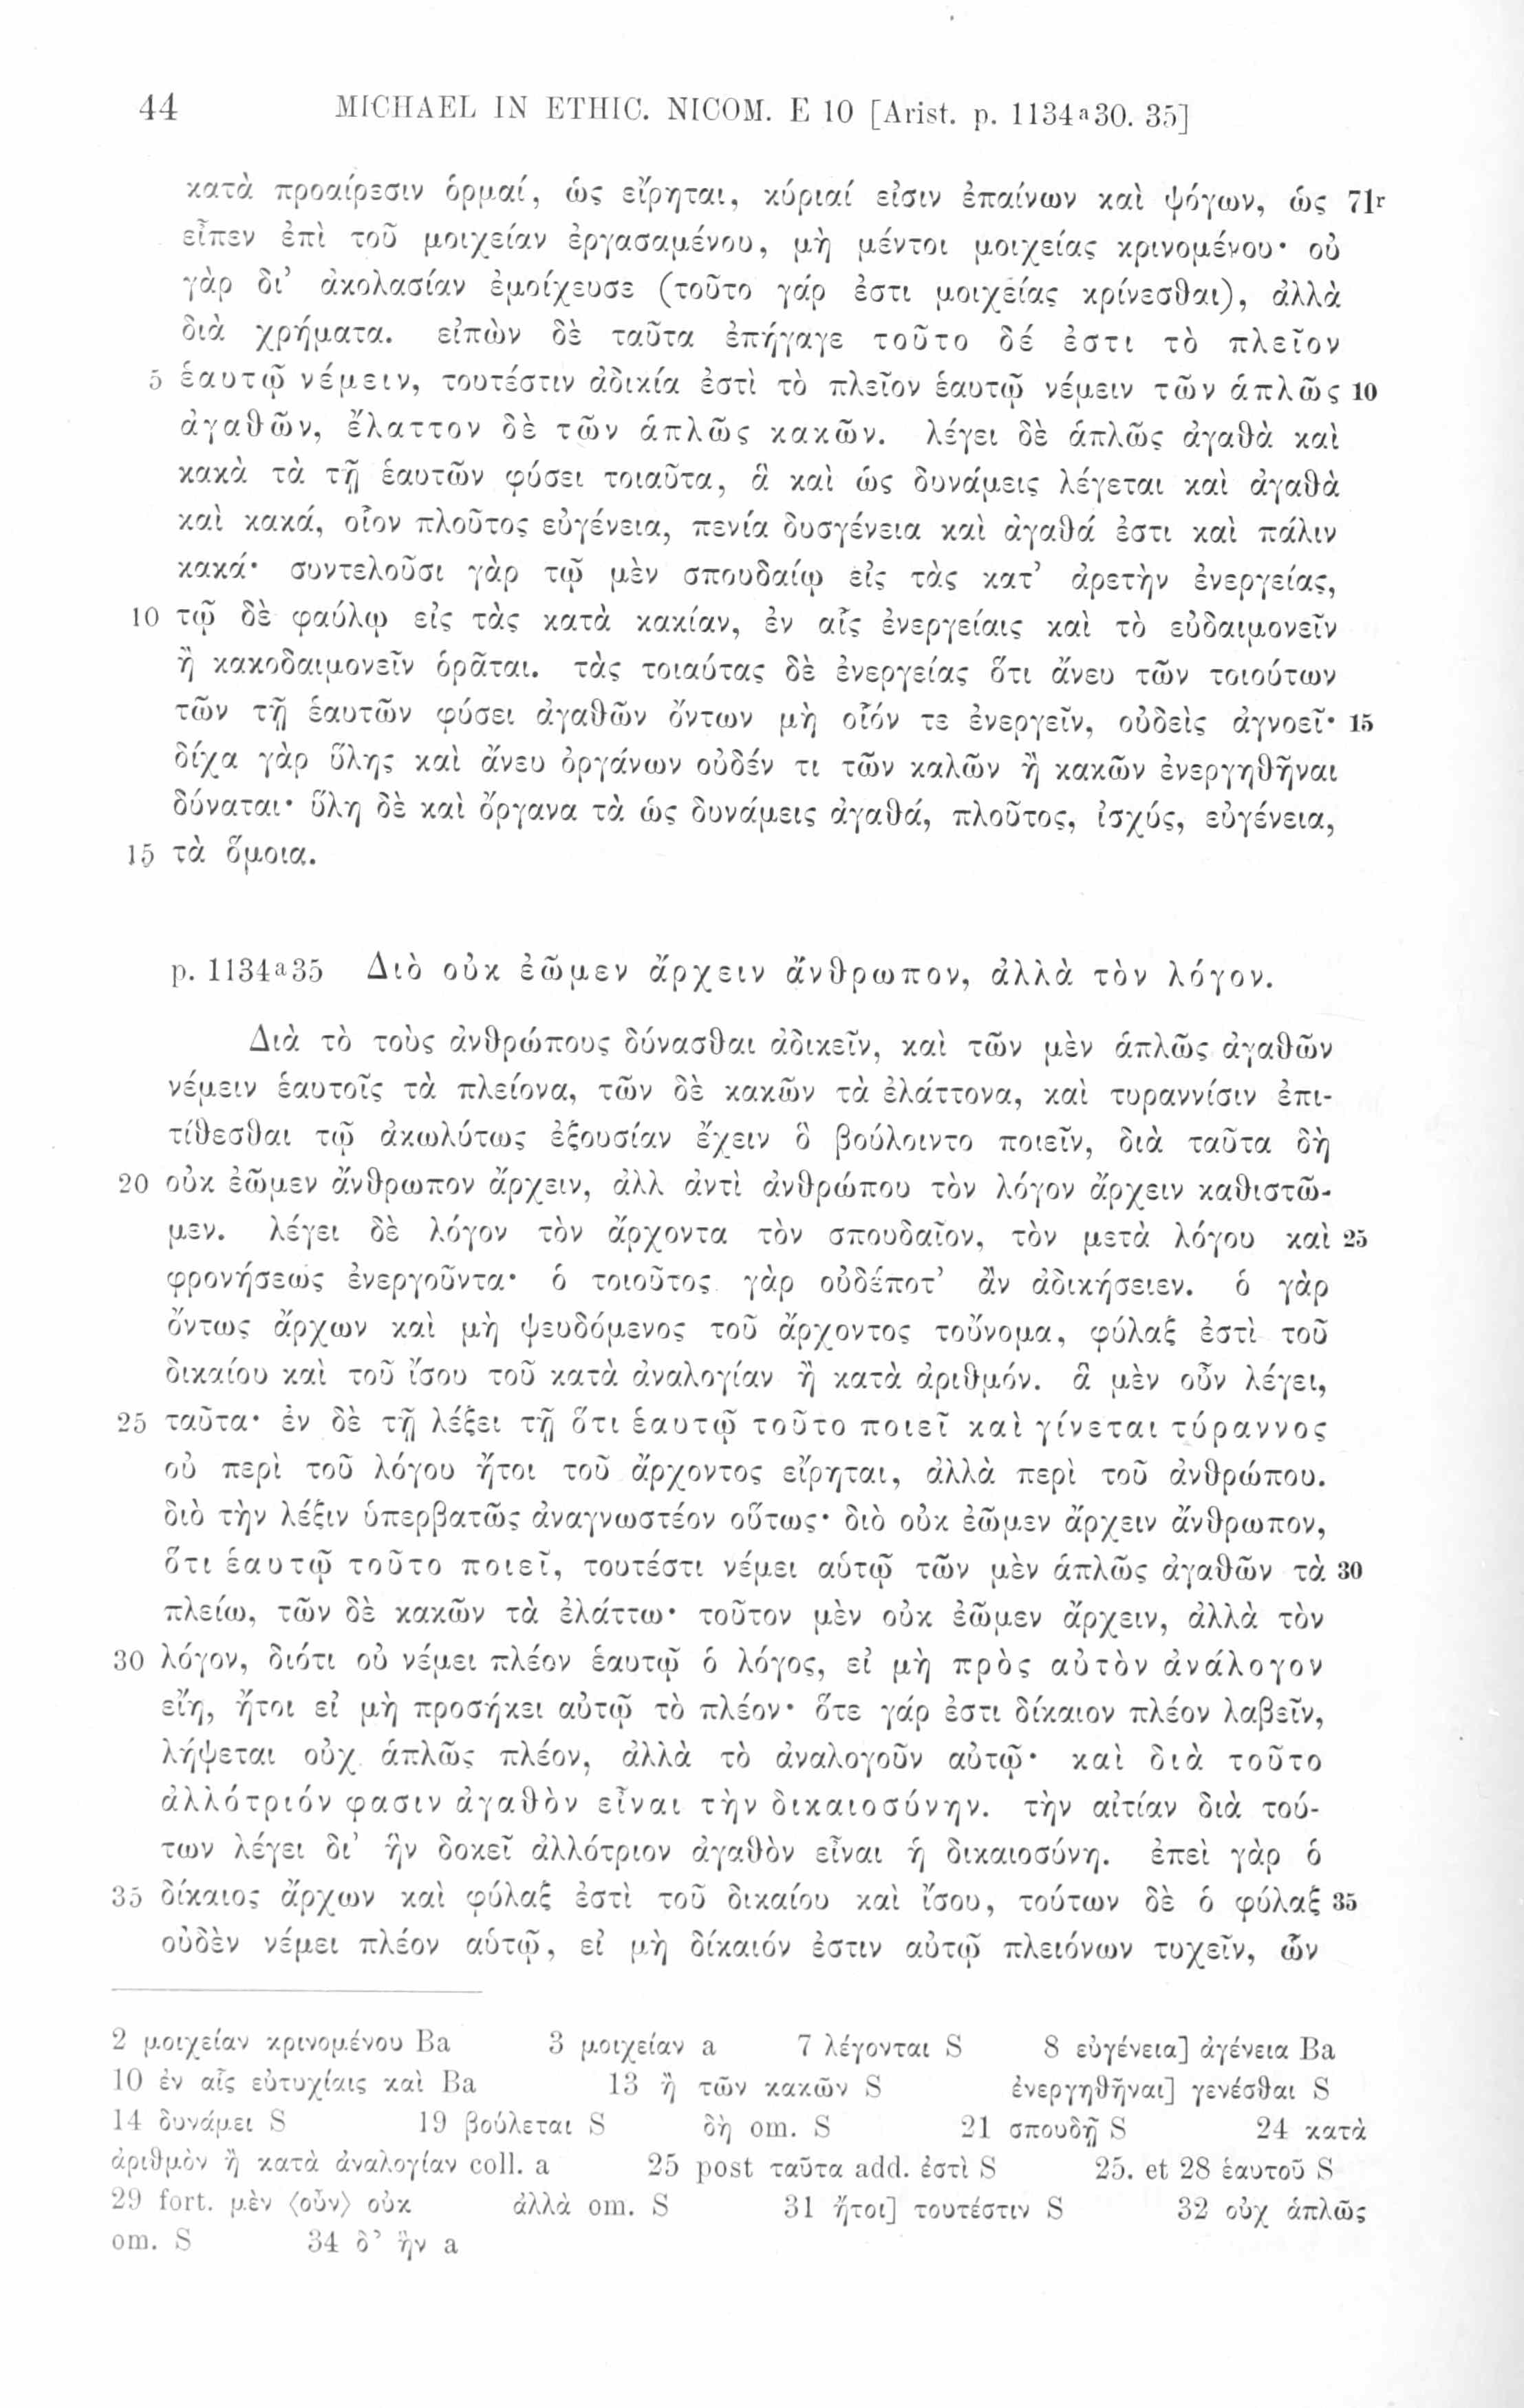 44 MICHAEL IN ETHIC. NICOM. E 10 [Arist. p. 1134a30. 35]
κατὰ προαίρεσιν ὁρμαί, ὡς εἴρηται, κύριαί εἰσιν ἐπαίνων καὶ ψόγων, ὡς 71r
εἶπεν ἐπὶ τοῦ μοιχείαν ἐργασαμένου, μὴ μέντοι μοιχείας κρινομένου· οὐ
γὰρ δι’ ἀκολασίαν ἐμοίχευσε (τοῦτο γάρ ἐστι μοιχείας κρίνεσθαι), ἀλλὰ
διὰ χρήματα. εἰπὼν δὲ ταῦτα ἐπήγαγε τοῦτο δέ ἐστι τὸ πλεῖον
5 ἑαυτῷ νέμειν, τουτέστιν ἀδικία ἐστὶ τὸ πλεῖον ἑαυτῷ νέμειν τῶν ἁπλῶς 10
ἀγαθῶν, ἔλαττον δὲ τῶν ἁπλῶς κακῶν. λέγει δὲ ἁπλῶς ἀγαθὰ καὶ
κακὰ τὰ τῇ ἑαυτῶν φύσει τοιαῦτα, ἃ καὶ ὡς δυνάμεις λέγεται καὶ ἀγαθὰ
καὶ κακά, οἷον πλοῦτος εὐγένεια, πενία δυσγένεια καὶ ἀγαθά ἐστι καὶ πάλιν
κακά· συντελοῦσι γὰρ τῷ μὲν σπουδαίῳ εἰς τὰς κατ’ ἀρετὴν ἐνεργείας,
10 τῷ δὲ φαύλῳ εἰς τὰς κατὰ κακίαν, ἐν αἷς ἐνεργείαις καὶ τὸ εὐδαιμονεῖν
ἢ κακοδαιμονεῖν ὁρᾶται. τὰς τοιαύτας δὲ ἐνεργείας ὅτι ἄνευ τῶν τοιούτων
τῶν τῇ ἑαυτῶν φύσει ἀγαθῶν ὄντων μὴ οἷόν τε ἐνεργεῖν, οὐδεὶς ἀγνοεῖ· 15
δίχα γὰρ ὕλης καὶ ἄνευ ὀργάνων οὐδέν τι τῶν καλῶν ἢ κακῶν ἐνεργηθῆναι
δύναται· ὕλη δὲ καὶ ὄργανα τὰ ὡς δυνάμεις ἀγαθά, πλοῦτος, ἰσχύς, εὐγένεια,
15 τὰ ὅμοια.
p. 1134a35 Διὸ οὐκ ἐῶμεν ἄρχειν ἄνθρωπον, ἀλλὰ τὸν λόγον.
Διὰ τὸ τοὺς ἀνθρώπους δύνασθαι ἀδικεῖν, καὶ τῶν μὲν ἁπλῶς ἀγαθῶν
νέμειν ἑαυτοῖς τὰ πλείονα, τῶν δὲ κακῶν τὰ ἐλάττονα, καὶ τυραννίσιν ἐπι-
τίθεσθαι τῷ ἀκωλύτως ἐξουσίαν ἔχειν ὃ βούλοιντο ποιεῖν, διὰ ταῦτα δὴ
20 οὐκ ἐῶμεν ἄνθρωπον ἄρχειν, ἀλλ ἀντὶ ἀνθρώπου τὸν λόγον ἄρχειν καθιστῶ-
μεν. λέγει δὲ λόγον τὸν ἄρχοντα τὸν σπουδαῖον, τὸν μετὰ λόγου καὶ 25
φρονήσεως ἐνεργοῦντα· ὁ τοιοῦτος γὰρ οὐδέποτ’ ἂν ἀδικήσειεν. ὁ γὰρ
ὄντως ἄρχων καὶ μὴ ψευδόμενος τοῦ ἄρχοντος τοὔνομα, φύλαξ ἐστὶ τοῦ
δικαίου καὶ τοῦ ἴσου τοῦ κατὰ ἀναλογίαν ἢ κατὰ ἀριθμόν. ἃ μὲν οὖν λέγει,
25 ταῦτα· ἐν δὲ τῇ λέξει τῇ ὅτι ἑαυτῷ τοῦτο ποιεῖ καὶ γίνεται τύραννος
οὐ περὶ τοῦ λόγου ἤτοι τοῦ ἄρχοντος εἴρηται, ἀλλὰ περὶ τοῦ ἀνθρώπου.
διὸ τὴν λέξιν ὑπερβατῶς ἀναγνωστέον οὕτως· διὸ οὐκ ἐῶμεν ἄρχειν ἄνθρωπον,
ὅτι ἑαυτῷ τοῦτο ποιεῖ, τουτέστι νέμει αὑτῷ τῶν μὲν ἁπλῶς ἀγαθῶν τὰ 30
πλείω, τῶν δὲ κακῶν τὰ ἐλάττω· τοῦτον μὲν οὐκ ἐῶμεν ἄρχειν, ἀλλὰ τὸν
30 λόγον, διότι οὐ νέμει πλέον ἑαυτῷ ὁ λόγος, εἰ μὴ πρὸς αὐτὸν ἀνάλογον
εἴη, ἤτοι εἰ μὴ προσήκει αὐτῷ τὸ πλέον· ὅτε γάρ ἐστι δίκαιον πλέον λαβεῖν,
λήψεται οὐχ ἁπλῶς πλέον, ἀλλὰ τὸ ἀναλογοῦν αὐτῷ· καὶ διὰ τοῦτο
ἀλλότριόν φασιν ἀγαθὸν εἶναι τὴν δικαιοσύνην. τὴν αἰτίαν διὰ τού-
των λέγει δι’ ἣν δοκεῖ ἀλλότριον ἀγαθὸν εἶναι ἡ δικαιοσύνη. ἐπεὶ γὰρ ὁ
35 δίκαιος ἄρχων καὶ φύλαξ ἐστὶ τοῦ δικαίου καὶ ἴσου, τούτων δὲ ὁ φύλαξ 35
οὐδὲν νέμει πλέον αὑτῷ, εἰ μὴ δίκαιόν ἐστιν αὐτῷ πλειόνων τυχεῖν, ὧν
2 μοιχείαν κρινομένου Ba 3 μοιχείαν a 7 λέγονται S 8 εὐγένεια] ἀγένεια Ba
10 ἐν αἷς εὐτυχίαις καὶ Ba 13 ἢ τῶν κακῶν S ἐνεργηθῆναι] γενέσθαι S
14 δυνάμει S 19 βούλεται S δὴ om. S 21 σπουδῇ S 24 κατὰ
ἀριθμὸν ἢ κατὰ ἀναλογίαν coll. a 25 post ταῦτα add. ἐστὶ S 25. et 28 ἑαυτοῦ S
29 fort. μὲν ⟨οὖν⟩ οὐκ ἀλλὰ om. S 31 ἤτοι] τουτέστιν S 32 οὐχ ἁπλῶς
om. S 34 δ’ ἣν a